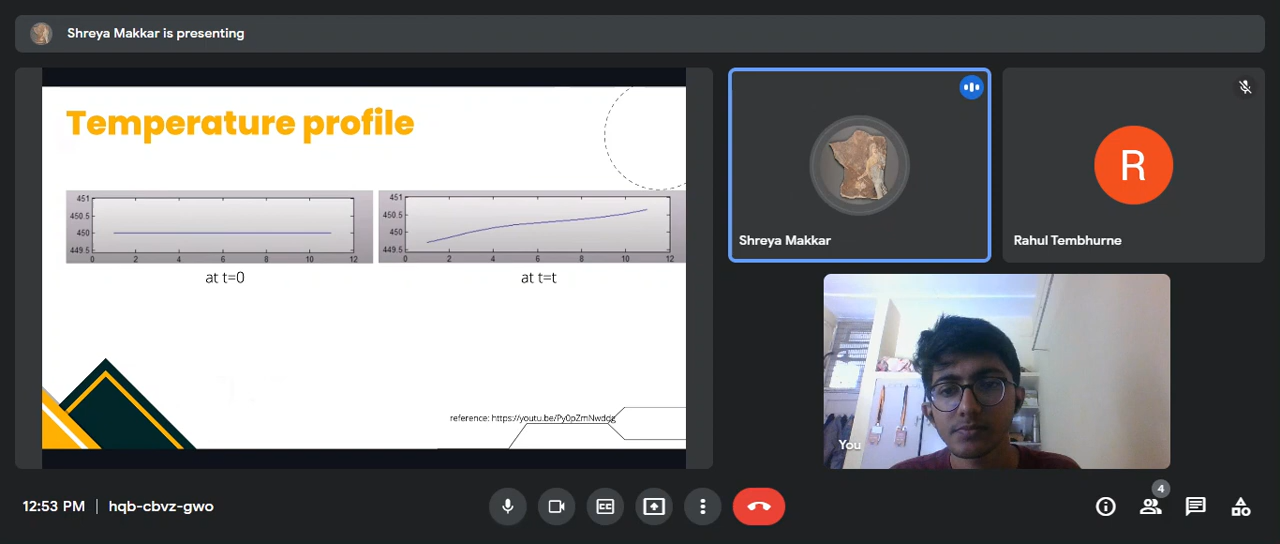 Shreya Makkar is presenting
Temperature profile
451
450.5
450
449.5
0 2 4 6 8 10 12
at t=0
451
450.5
450
449.5
0 2 4 6 8 10 12
at t=t
reference: https://youtu.be/Py0pZmNwdqg
Shreya Makkar
R
Rahul Tembhurne
You
12:53 PM | hqb-cbvz-gwo
CC
4